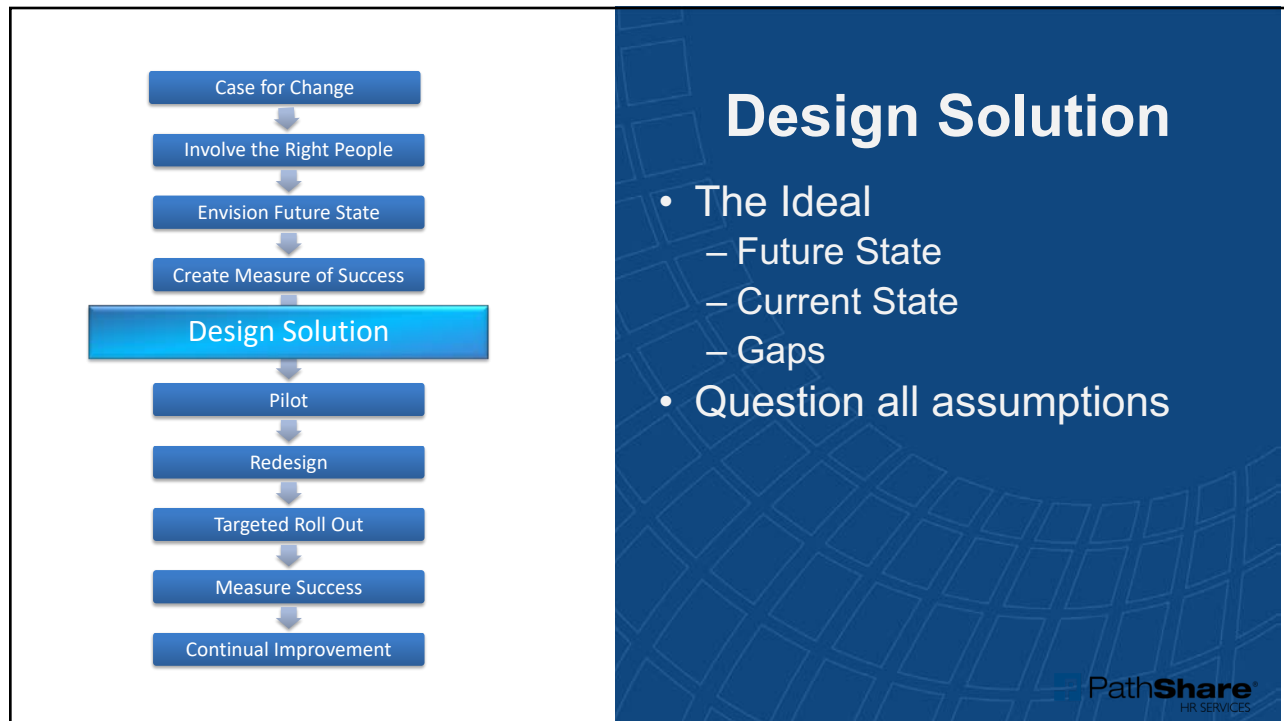 Case for Change
Involve the Right People
Envision Future State
Create Measure of Success
Design Solution
Pilot
Redesign
Targeted Roll Out
Measure Success
Continual Improvement
Design Solution
• The Ideal
– Future State
– Current State
– Gaps
• Question all assumptions
PathShare®
HR SERVICES